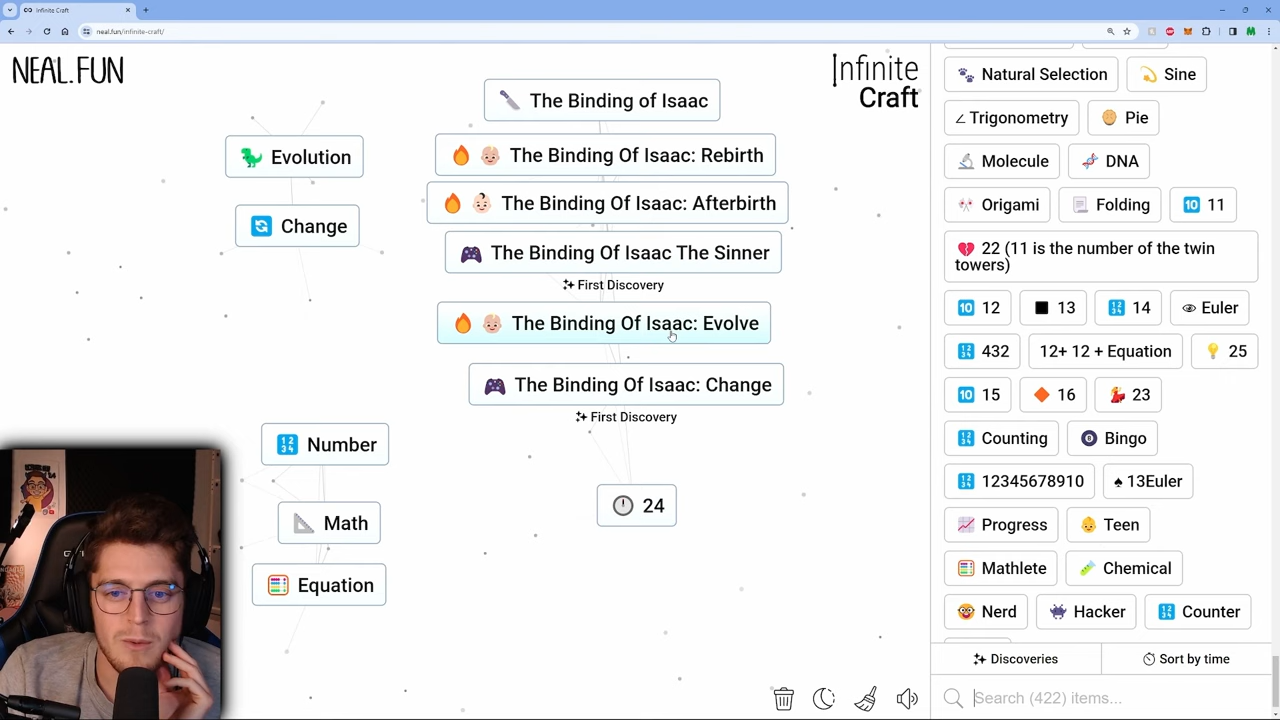 Infinite Craft
neal.fun/infinite-craft/
NEAL.FUN
Infinite
Craft
The Binding of Isaac
Evolution
The Binding Of Isaac: Rebirth
The Binding Of Isaac: Afterbirth
Change
The Binding Of Isaac The Sinner
First Discovery
The Binding Of Isaac: Evolve
The Binding Of Isaac: Change
First Discovery
Number
24
Math
Equation
Natural Selection
Sine
Trigonometry
Pie
Molecule
DNA
Origami
Folding
11
22 (11 is the number of the twin
towers)
12
13
14
Euler
432
12+ 12 + Equation
25
15
16
23
Counting
Bingo
12345678910
13Euler
Progress
Teen
Mathlete
Chemical
Nerd
Hacker
Counter
Discoveries
Sort by time
Search (422) items...